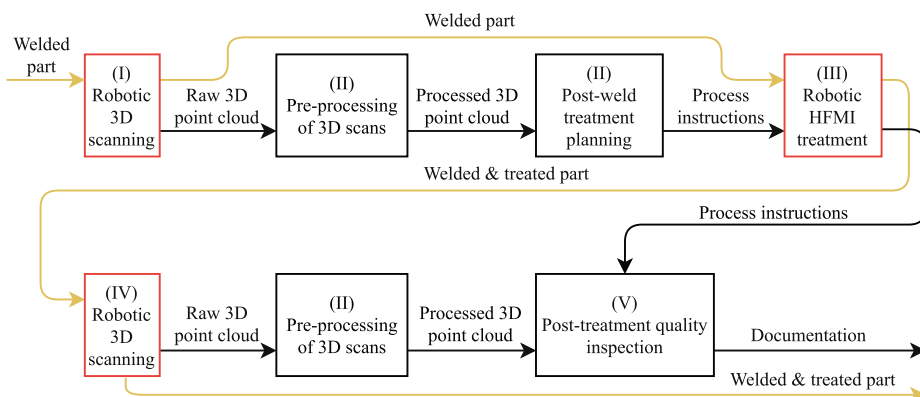 Welded part
Welded
part
(I)
Robotic
3D
scanning
Raw 3D
point cloud
(II)
Pre-processing
of 3D scans
Processed 3D
point cloud
(II)
Post-weld
treatment
planning
Process
instructions
(III)
Robotic
HFMI
treatment
Welded & treated part
Process instructions
(IV)
Robotic
3D
scanning
Raw 3D
point cloud
(II)
Pre-processing
of 3D scans
Processed 3D
point cloud
(V)
Post-treatment quality
inspection
Documentation
Welded & treated part